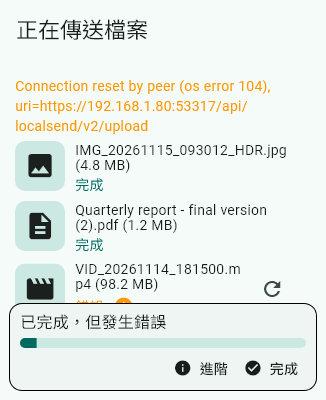 正在傳送檔案
Connection reset by peer (os error 104),
uri=https://192.168.1.80:53317/api/
localsend/v2/upload
IMG_20261115_093012_HDR.jpg
(4.8 MB)
完成
Quarterly report - final version
(2).pdf (1.2 MB)
完成
VID_20261114_181500.m
p4 (98.2 MB)
已完成，但發生錯誤
進階
完成